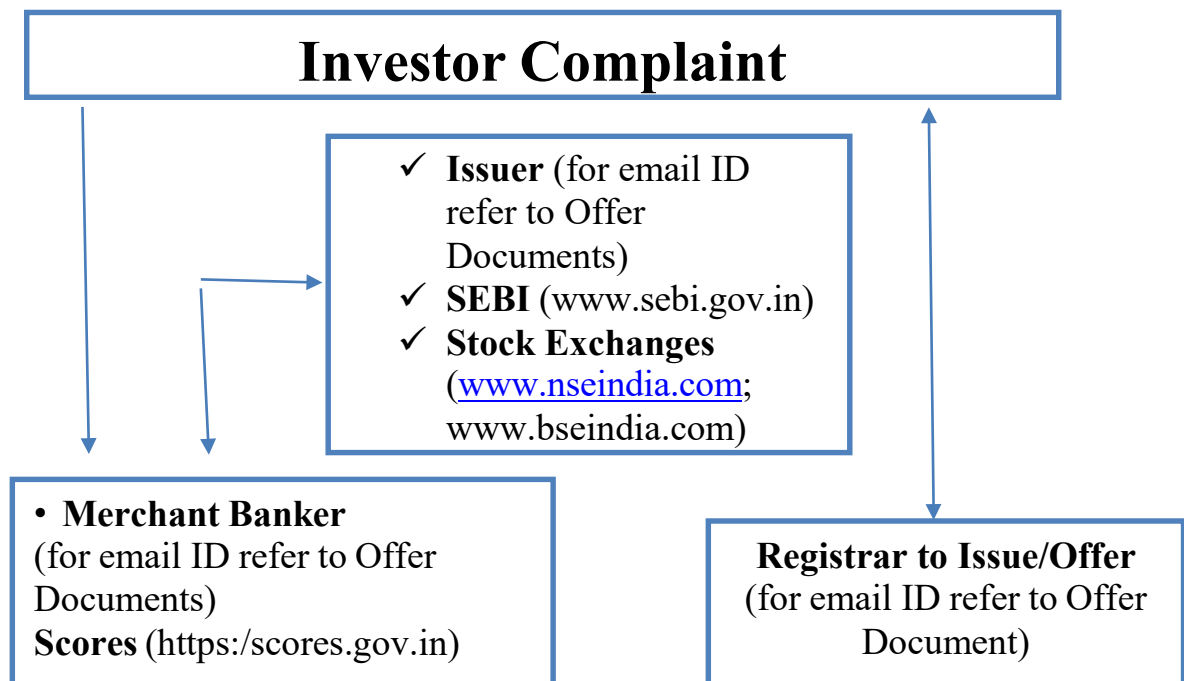 Investor Complaint
✓ Issuer (for email ID
refer to Offer
Documents)
✓ SEBI (www.sebi.gov.in)
✓ Stock Exchanges
(www.nseindia.com;
www.bseindia.com)
• Merchant Banker
(for email ID refer to Offer
Documents)
Scores (https:/scores.gov.in)
Registrar to Issue/Offer
(for email ID refer to Offer
Document)